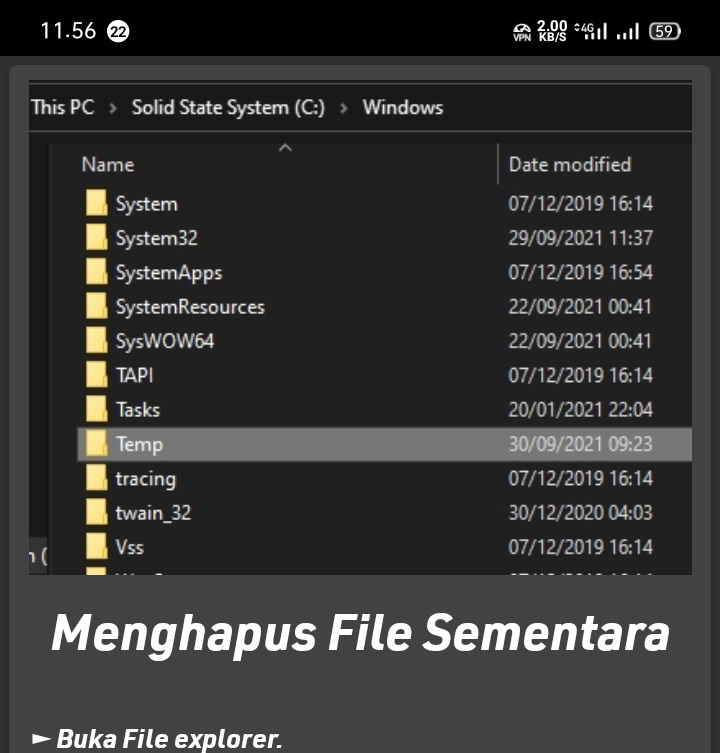 11.56 22 VPN 2.00 KB/S 4G 59
This PC > Solid State System (C:) > Windows
Name Date modified
System 07/12/2019 16:14
System32 29/09/2021 11:37
SystemApps 07/12/2019 16:54
SystemResources 22/09/2021 00:41
SysWOW64 22/09/2021 00:41
TAPI 07/12/2019 16:14
Tasks 20/01/2021 22:04
Temp 30/09/2021 09:23
tracing 07/12/2019 16:14
twain_32 30/12/2020 04:03
Vss 07/12/2019 16:14
Menghapus File Sementara
► Buka File explorer.